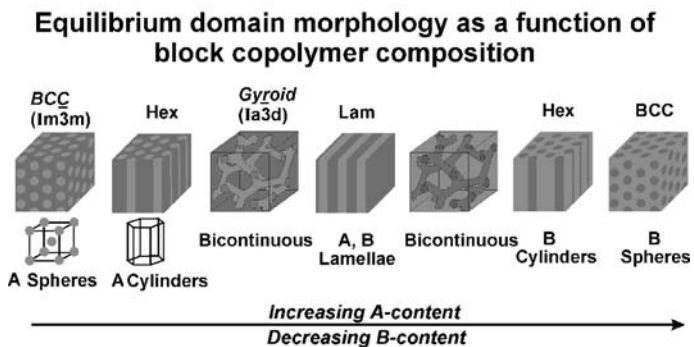 Equilibrium domain morphology as a function of
block copolymer composition
BCC
(Im3m)
Hex
Gyroid
(Ia3d)
Lam
Hex
BCC
A Spheres
A Cylinders
Bicontinuous
A, B
Lamellae
Bicontinuous
B
Cylinders
B
Spheres
Increasing A-content
Decreasing B-content